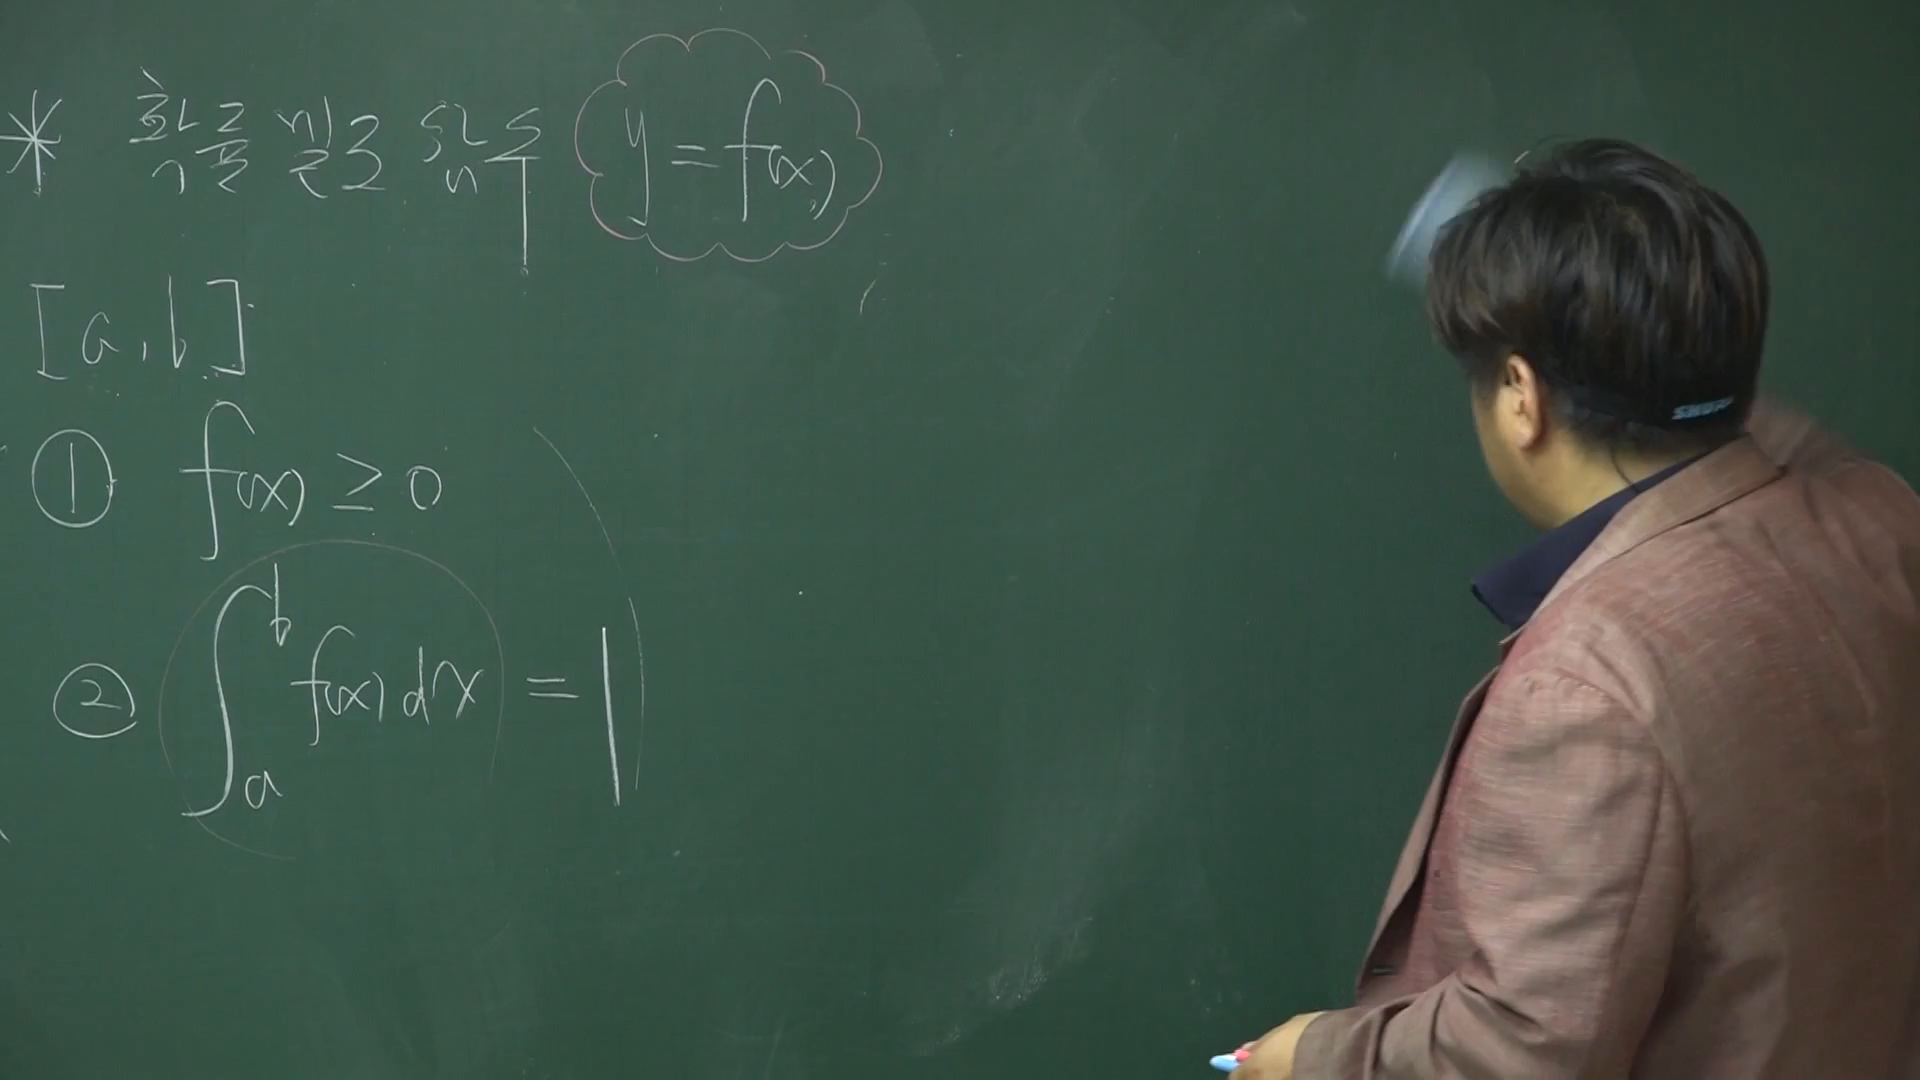 * 확률 밀도 함수 y = f(x)
[a, b]
① f(x) ≥ 0
② ∫_a^b f(x) dx = 1